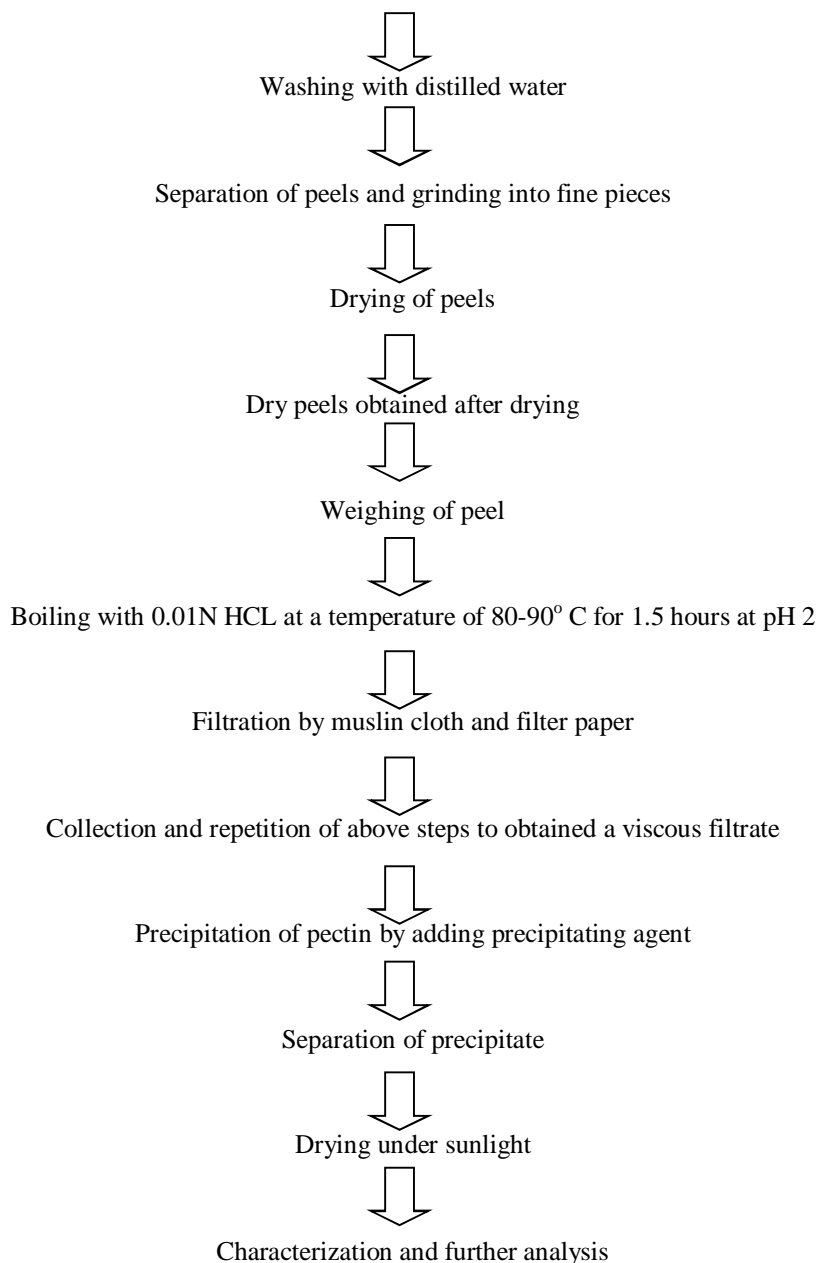 Washing with distilled water
Separation of peels and grinding into fine pieces
Drying of peels
Dry peels obtained after drying
Weighing of peel
Boiling with 0.01N HCL at a temperature of 80-90° C for 1.5 hours at pH 2
Filtration by muslin cloth and filter paper
Collection and repetition of above steps to obtained a viscous filtrate
Precipitation of pectin by adding precipitating agent
Separation of precipitate
Drying under sunlight
Characterization and further analysis